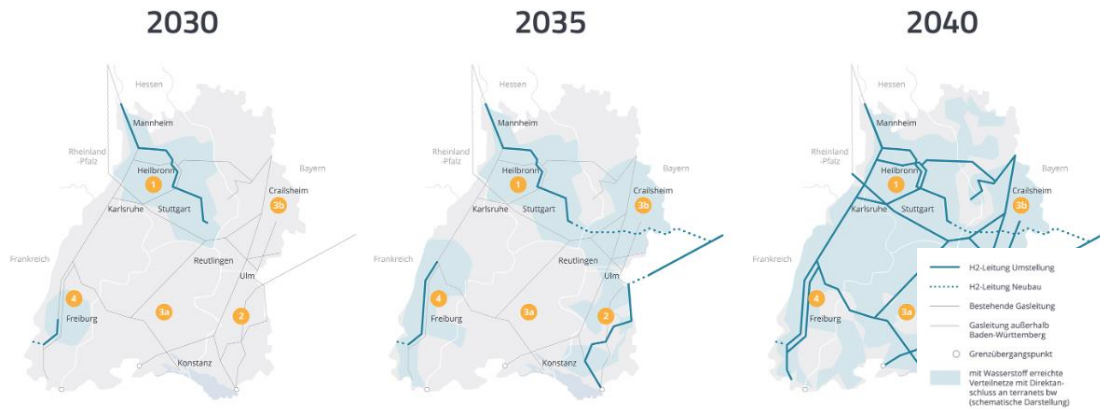 2030
2035
2040
Hessen
Mannheim
Rheinland
-Pfalz
Heilbronn
1
Bayern
Crailsheim
3b
Karlsruhe
Stuttgart
Frankreich
Reutlingen
Ulm
4
Freiburg
3a
2
Konstanz
Hessen
Mannheim
Rheinland
-Pfalz
Heilbronn
1
Bayern
Crailsheim
3b
Karlsruhe
Stuttgart
Frankreich
Reutlingen
Ulm
4
Freiburg
3a
2
Konstanz
Hessen
Mannheim
Rheinland
-Pfalz
Heilbronn
1
Bayern
Crailsheim
3b
Karlsruhe
Stuttgart
Frankreich
Reutlingen
4
Freiburg
3a
H2-Leitung Umstellung
H2-Leitung Neubau
Bestehende Gasleitung
Gasleitung außerhalb
Baden-Württemberg
Grenzübergangspunkt
mit Wasserstoff erreichte
Verteilnetze mit Direktan-
schluss an terranets bw
(schematische Darstellung)